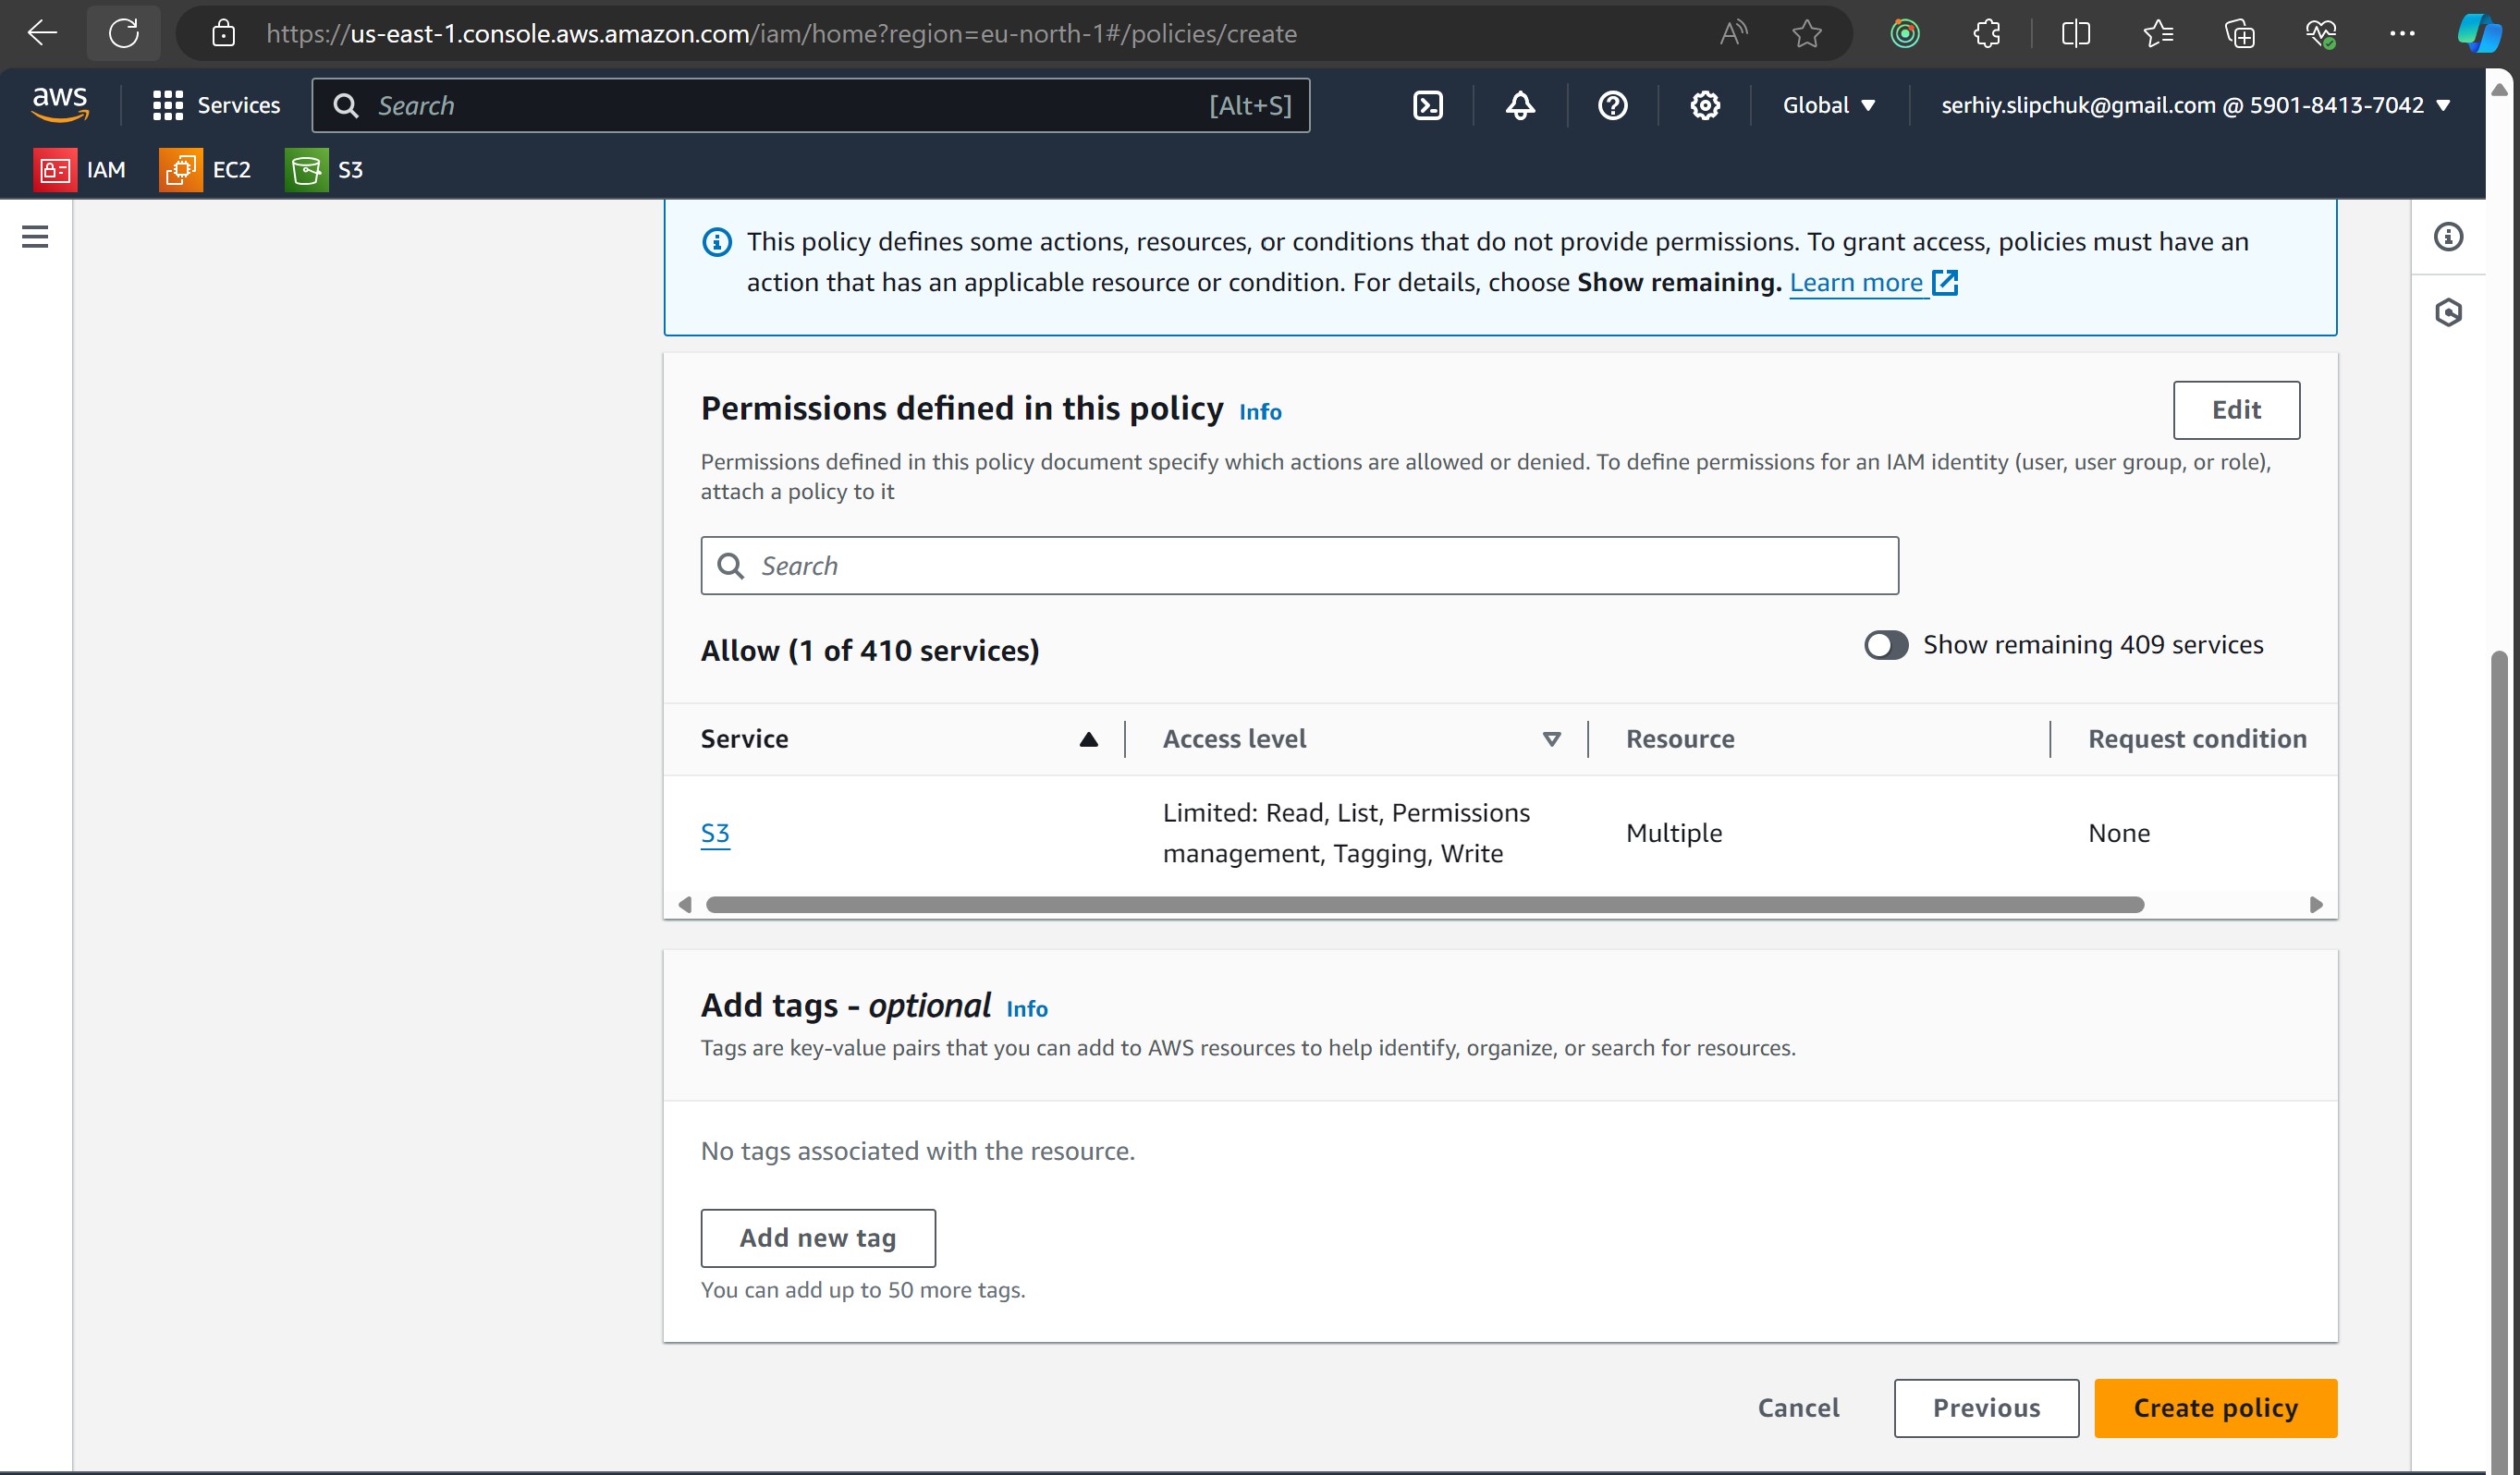 https://us-east-1.console.aws.amazon.com/iam/home?region=eu-north-1#/policies/create
aws
Services
Search
[Alt+S]
Global
serhiy.slipchuk@gmail.com @ 5901-8413-7042
IAM
EC2
S3
This policy defines some actions, resources, or conditions that do not provide permissions. To grant access, policies must have an
action that has an applicable resource or condition. For details, choose Show remaining. Learn more
Permissions defined in this policy Info
Edit
Permissions defined in this policy document specify which actions are allowed or denied. To define permissions for an IAM identity (user, user group, or role),
attach a policy to it
Search
Allow (1 of 410 services)
Show remaining 409 services
Service
Access level
Resource
Request condition
S3
Limited: Read, List, Permissions
management, Tagging, Write
Multiple
None
Add tags - optional Info
Tags are key-value pairs that you can add to AWS resources to help identify, organize, or search for resources.
No tags associated with the resource.
Add new tag
You can add up to 50 more tags.
Cancel
Previous
Create policy